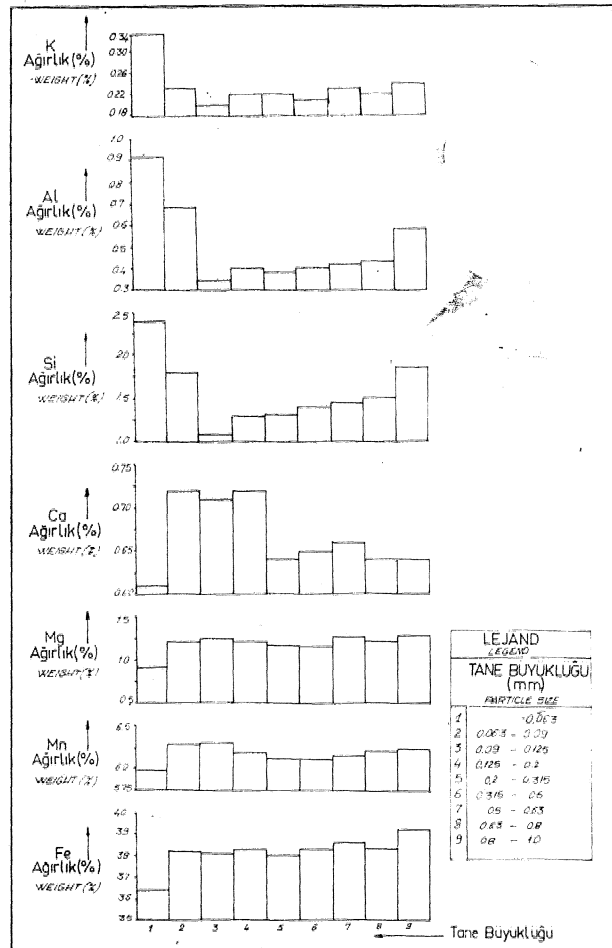 K
Ağırlık(%)
-WEIGHT(%)
0.34
0.30
0.26
0.22
0.18
Al
Ağırlık(%)
WEIGHT(%)
1.0
0.9
0.8
0.7
0.6
0.5
0.4
0.3
Si
Ağırlık(%)
WEIGHT(%)
2.5
2.0
1.5
1.0
Ca
Ağırlık(%)
WEIGHT(%)
0.75
0.70
0.65
0.60
Mg
Ağırlık(%)
WEIGHT(%)
1.5
1.0
0.5
Mn
Ağırlık(%)
WEIGHT(%)
6.5
6.0
5.75
Fe
Ağırlık(%)
WEIGHT(%)
40
39
38
37
36
35
1 2 3 4 5 6 7 8 9
Tane Büyüklüğü
LEJAND
LEGEND
TANE BÜYÜKLÜĞÜ
(mm)
PARTICLE SIZE
1 -0,063
2 0.063 - 0.09
3 0.09 - 0.125
4 0.125 - 0.2
5 0.2 - 0.315
6 0.315 - 0.5
7 0.5 - 0.63
8 0.63 - 0.8
9 0.8 - 1.0